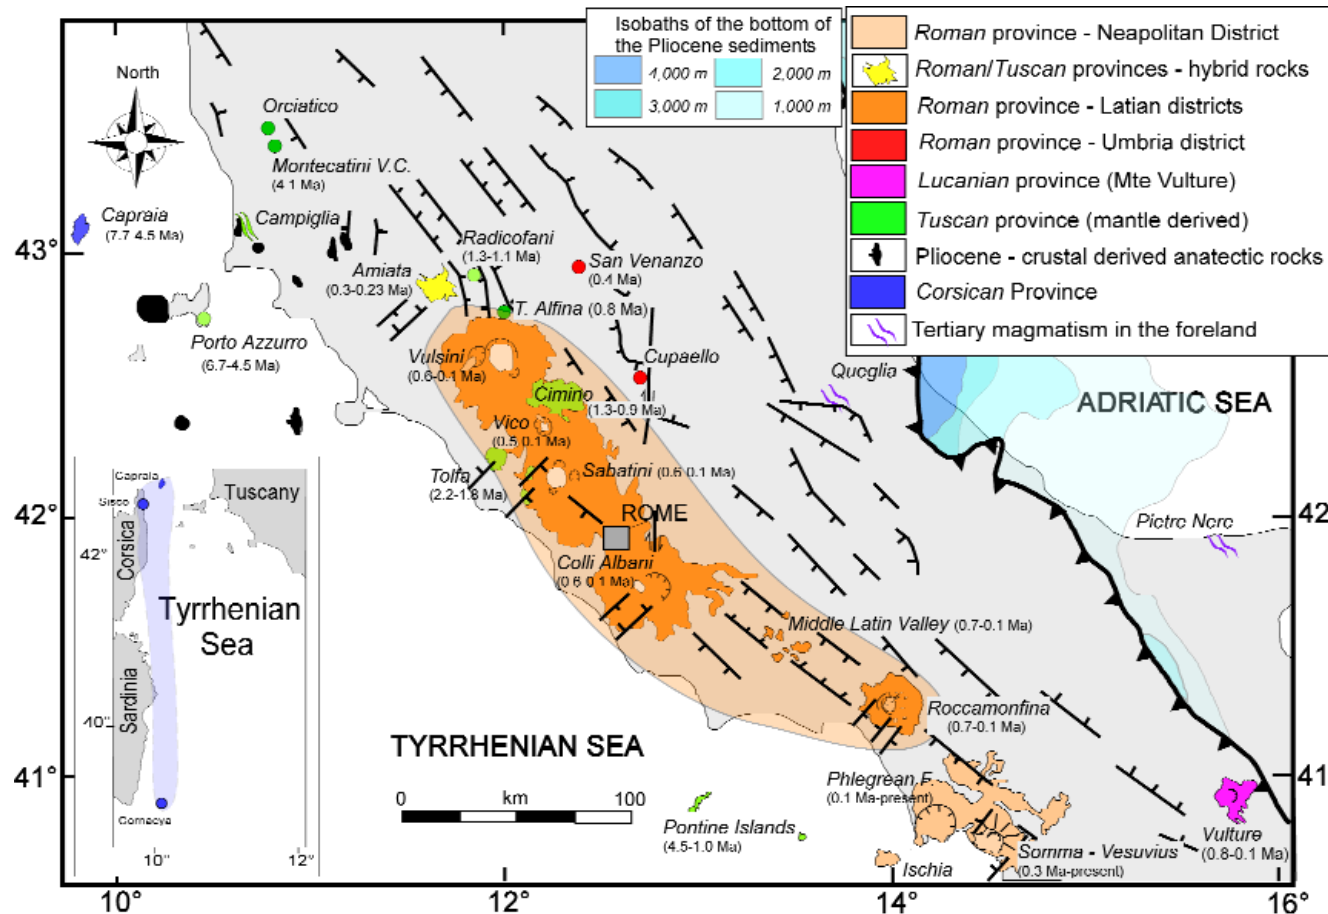 Isobaths of the bottom of
the Pliocene sediments
4,000 m
2,000 m
3,000 m
1,000 m
Roman province - Neapolitan District
Roman/Tuscan provinces - hybrid rocks
Roman province - Latian districts
Roman province - Umbria district
Lucanian province (Mte Vulture)
Tuscan province (mantle derived)
Pliocene - crustal derived anatectic rocks
Corsican Province
Tertiary magmatism in the foreland
North
Orciatico
Montecatini V.C.
(4.1 Ma)
Capraia
(7.7-4.5 Ma)
Campiglia
43°
Radicofani
(1.3-1.1 Ma)
Amiata
(0.3-0.23 Ma)
San Venanzo
(0.4 Ma)
T. Alfina (0.8 Ma)
Porto Azzurro
(6.7-4.5 Ma)
Vulsini
(0.6-0.1 Ma)
Cupaello
Cimino
(1.3-0.9 Ma)
Queglia
ADRIATIC SEA
Vico
(0.5 0.1 Ma)
Tolfa
(2.2-1.8 Ma)
Sabatini (0.6 0.1 Ma)
42°
ROME
42
Pietre Nere
Colli Albani
(0.6 0.1 Ma)
Middle Latin Valley (0.7-0.1 Ma)
Roccamonfina
(0.7-0.1 Ma)
TYRRHENIAN SEA
0
km
100
41°
41
Phlegrean F.
(0.1 Ma-present)
Pontine Islands
(4.5-1.0 Ma)
Ischia
Somma - Vesuvius
(0.3 Ma-present)
Vulture
(0.8-0.1 Ma)
Capraia
Sisco
Tuscany
Corsica
42°
Tyrrhenian
Sea
Sardinia
40°
Cornacya
10°
12°
10°
12°
14°
16°